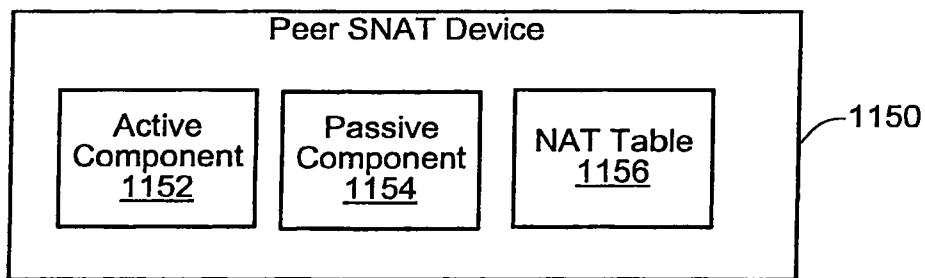 Peer SNAT Device
Active
Component
1152
Passive
Component
1154
NAT Table
1156
1150